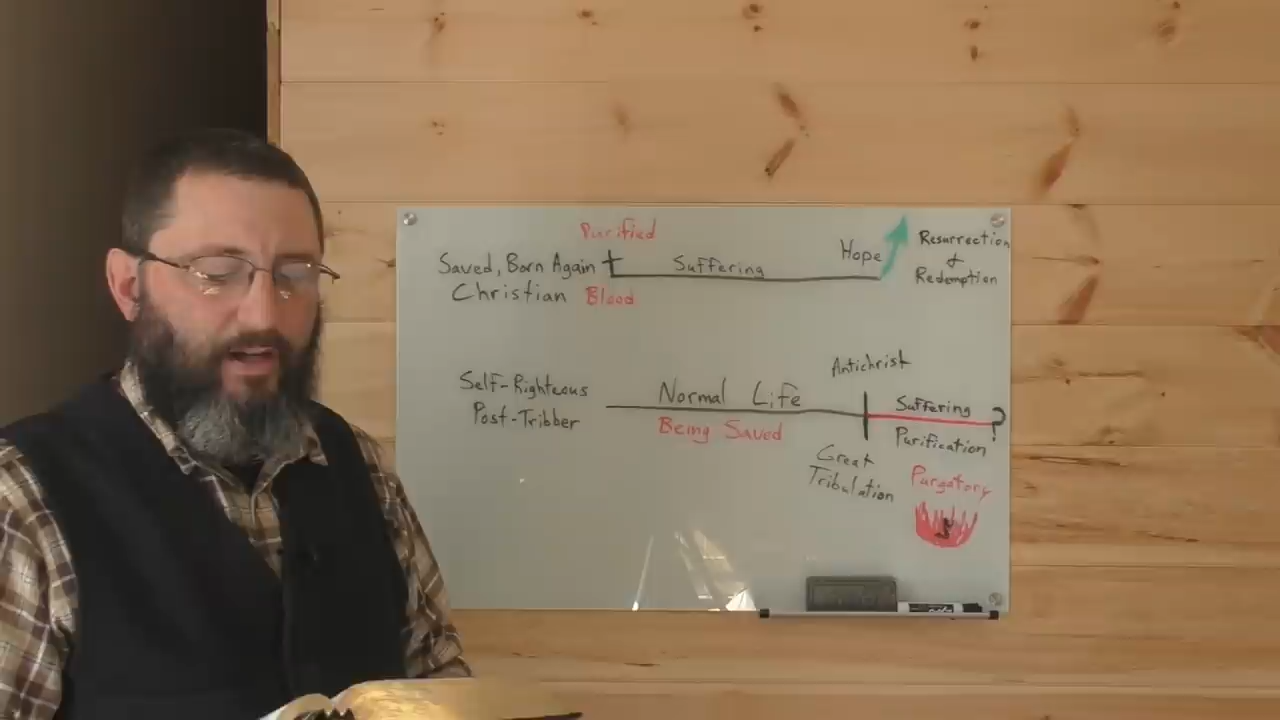 Purified
Saved, Born Again
Christian
Blood
Suffering
Hope
Resurrection
&
Redemption
Self-Righteous
Post-Tribber
Normal Life
Being Saved
Antichrist
Great
Tribulation
Suffering
?
Purification
Purgatory